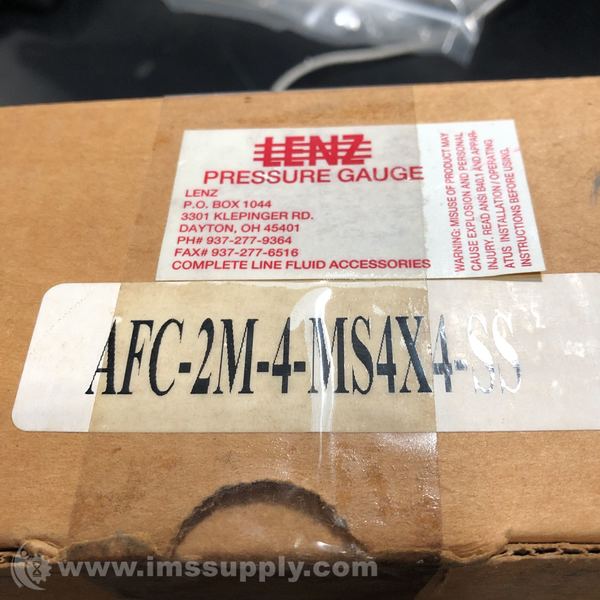 LENZ
PRESSURE GAUGE
LENZ
P.O. BOX 1044
3301 KLEPINGER RD.
DAYTON, OH 45401
PH# 937-277-9364
FAX# 937-277-6516
COMPLETE LINE FLUID ACCESSORIES
WARNING: MISUSE OF PRODUCT MAY
CAUSE EXPLOSION AND PERSONAL
INJURY. READ ANSI B40.1 AND APPAR-
ATUS INSTALLATION / OPERATING
INSTRUCTIONS BEFORE USING.
AFC-2M-4-MS4X4-SS
www.imssupply.com